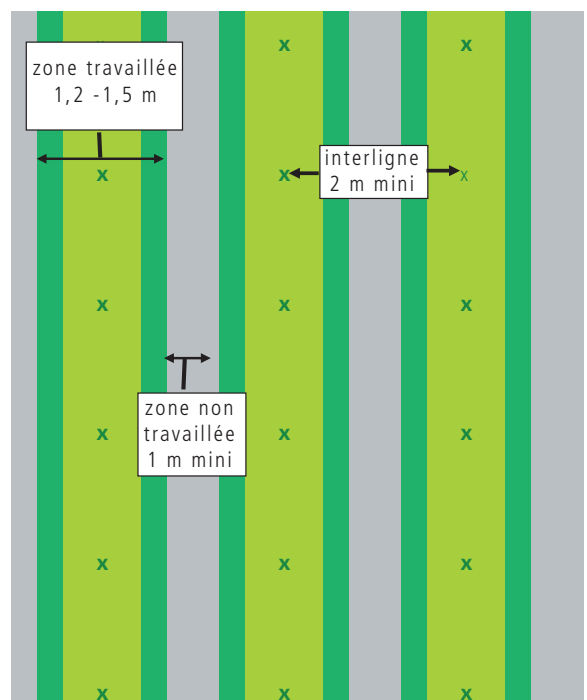 x x
zone travaillée
1,2 -1,5 m
interligne
2 m mini
x x x
x x x
zone non
travaillée
1 m mini
x x x
x x x
x x x